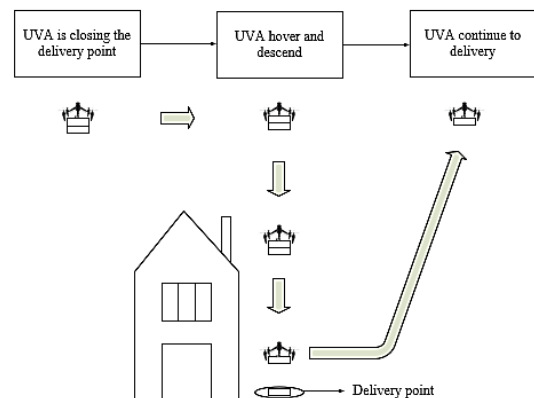 UVA is closing the
delivery point
UVA hover and
descend
UVA continue to
delivery
Delivery point